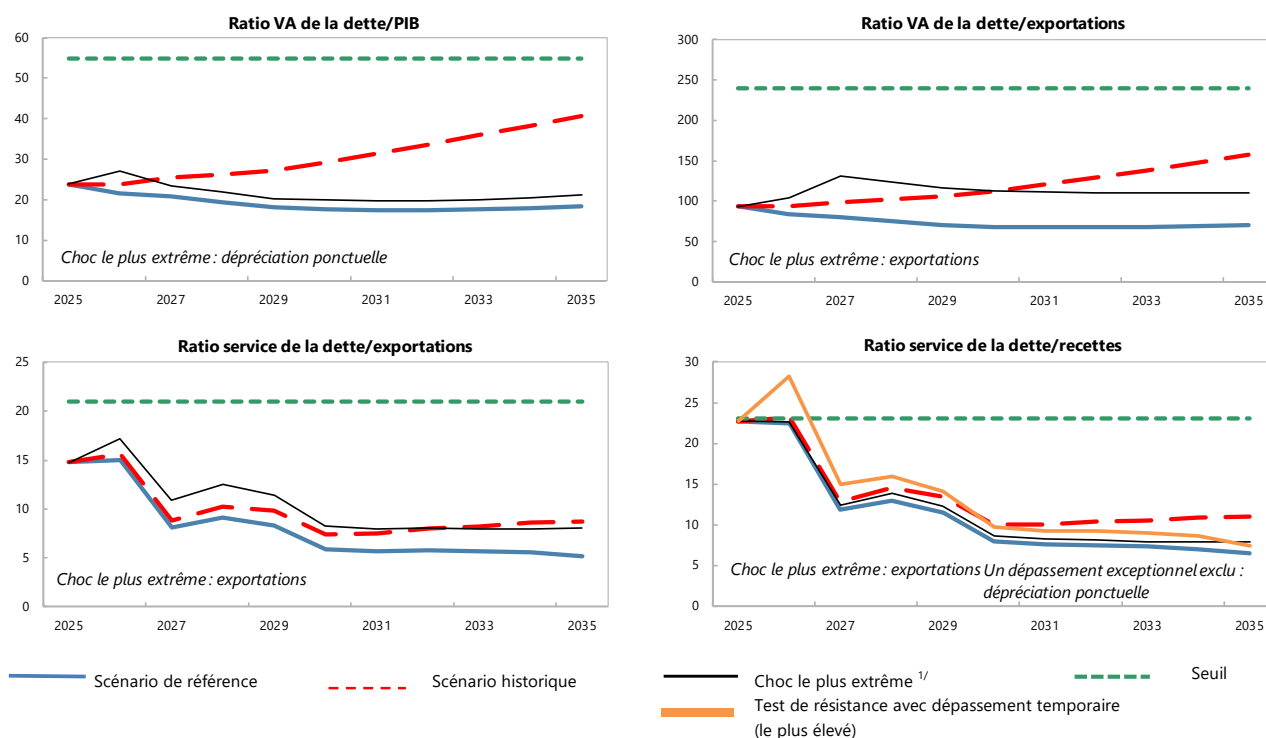 Ratio VA de la dette/PIB
60
50
40
30
20
10
0
Choc le plus extrême : dépréciation ponctuelle
2025 2027 2029 2031 2033 2035
Ratio VA de la dette/exportations
300
250
200
150
100
50
0
Choc le plus extrême : exportations
2025 2027 2029 2031 2033 2035
Ratio service de la dette/exportations
25
20
15
10
5
0
Choc le plus extrême : exportations
2025 2027 2029 2031 2033 2035
Ratio service de la dette/recettes
30
25
20
15
10
5
0
Choc le plus extrême : exportations
Un dépassement exceptionnel exclu :
dépréciation ponctuelle
2025 2027 2029 2031 2033 2035
Scénario de référence
Scénario historique
Choc le plus extrême 1/
Seuil
Test de résistance avec dépassement temporaire
(le plus élevé)